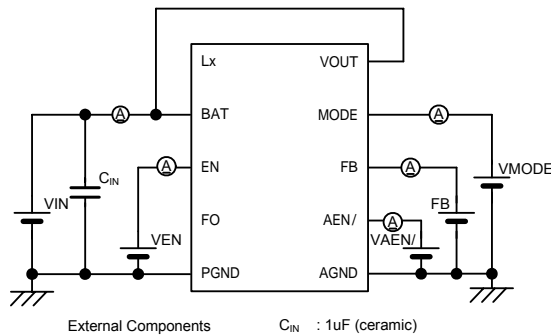 Lx VOUT
A BAT MODE A
EN A FB A
VMODE
CIN
VIN FO AEN/ A FB
VEN VAEN/
PGND AGND
External Components CIN : 1uF (ceramic)